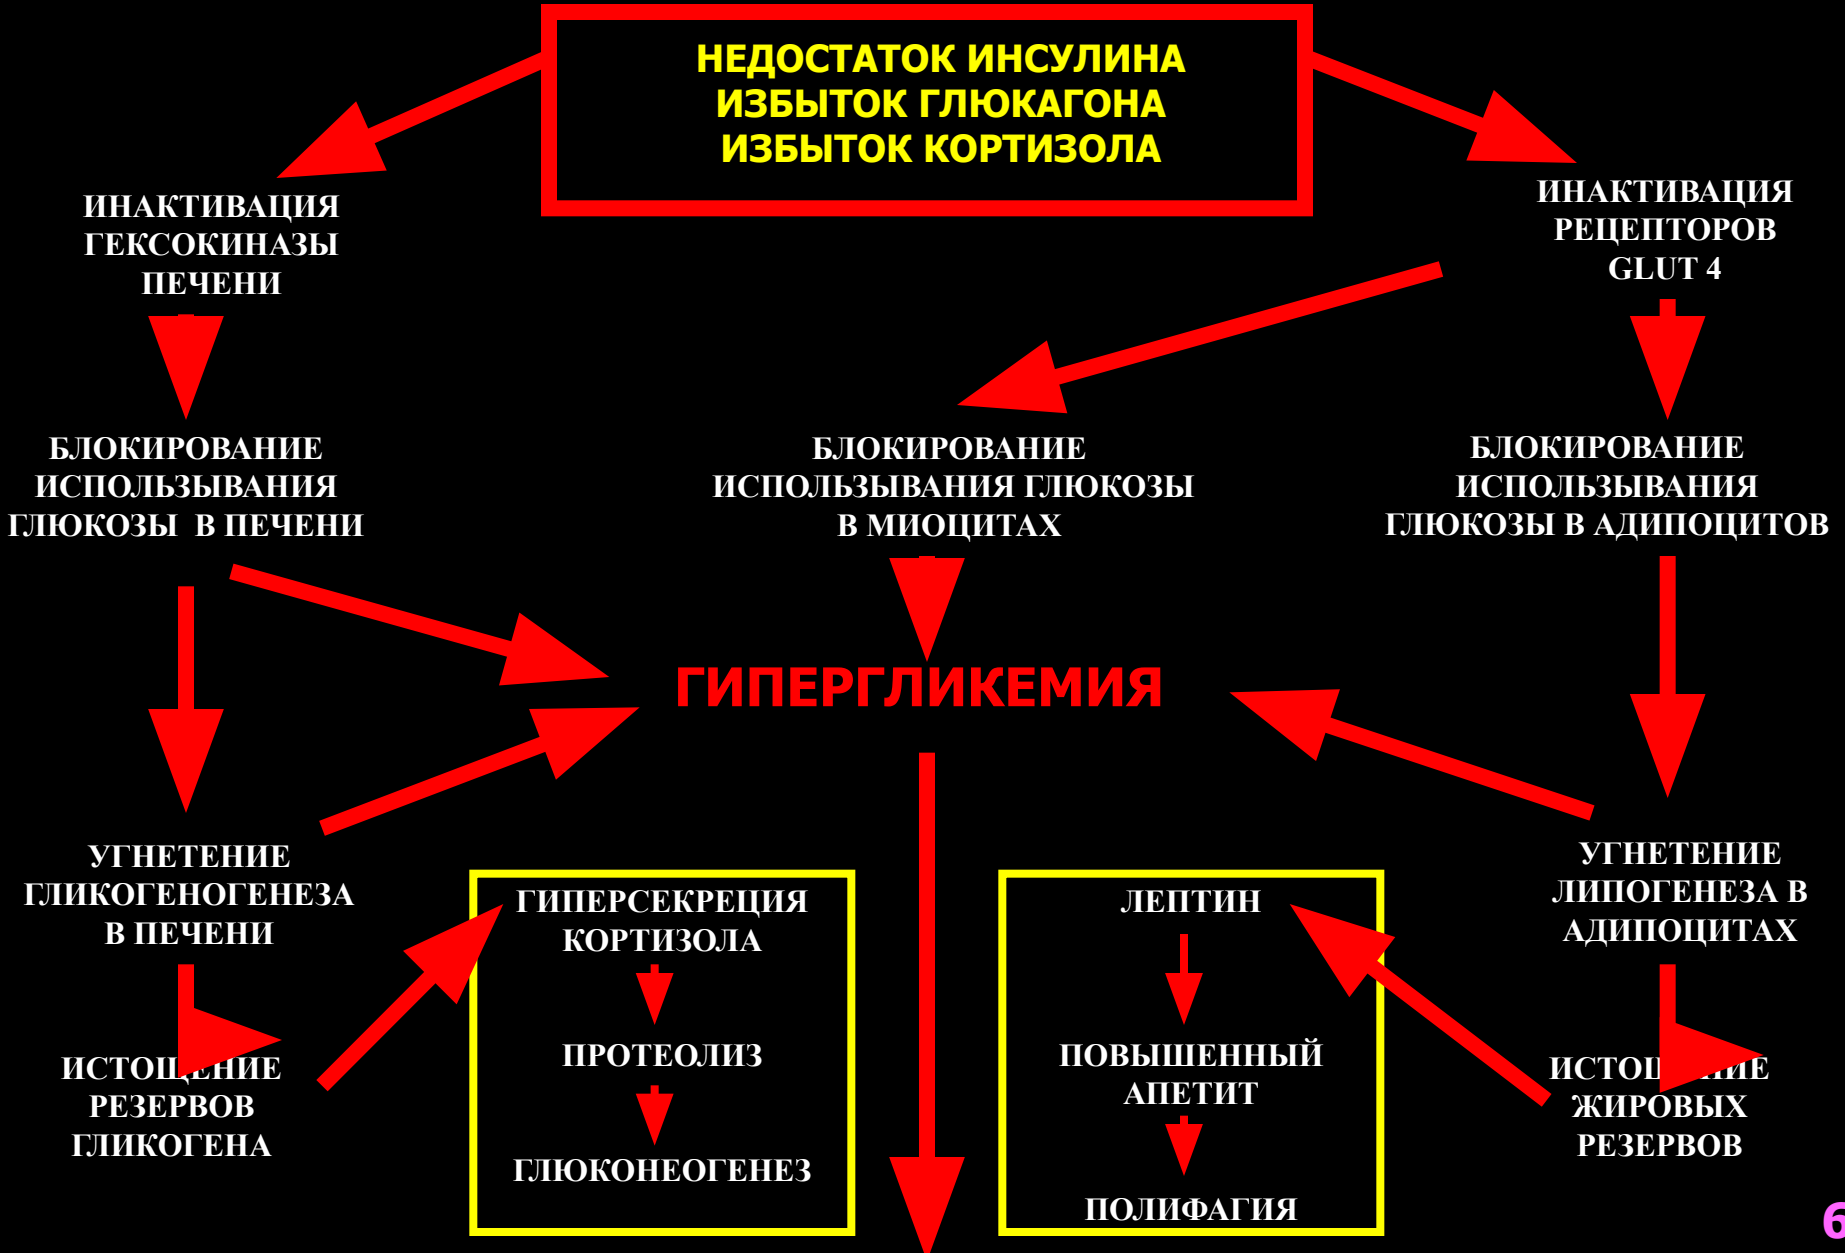 НЕДОСТАТОК ИНСУЛИНА
ИЗБЫТОК ГЛЮКАГОНА
ИЗБЫТОК КОРТИЗОЛА
ИНАКТИВАЦИЯ
ГЕКСОКИНАЗЫ
ПЕЧЕНИ
ИНАКТИВАЦИЯ
РЕЦЕПТОРОВ
GLUT 4
БЛОКИРОВАНИЕ
ИСПОЛЬЗЫВАНИЯ
ГЛЮКОЗЫ В ПЕЧЕНИ
БЛОКИРОВАНИЕ
ИСПОЛЬЗЫВАНИЯ ГЛЮКОЗЫ
В МИОЦИТАХ
БЛОКИРОВАНИЕ
ИСПОЛЬЗЫВАНИЯ
ГЛЮКОЗЫ В АДИПОЦИТОВ
ГИПЕРГЛИКЕМИЯ
УГНЕТЕНИЕ
ГЛИКОГЕНОГЕНЕЗА
В ПЕЧЕНИ
ГИПЕРСЕКРЕЦИЯ
КОРТИЗОЛА
ПРОТЕОЛИЗ
ГЛЮКОНЕОГЕНЕЗ
ЛЕПТИН
ПОВЫШЕННЫЙ
АПЕТИТ
ПОЛИФАГИЯ
УГНЕТЕНИЕ
ЛИПОГЕНЕЗА В
АДИПОЦИТАХ
ИСТОЩЕНИЕ
РЕЗЕРВОВ
ГЛИКОГЕНА
ИСТОЩЕНИЕ
ЖИРОВЫХ
РЕЗЕРВОВ